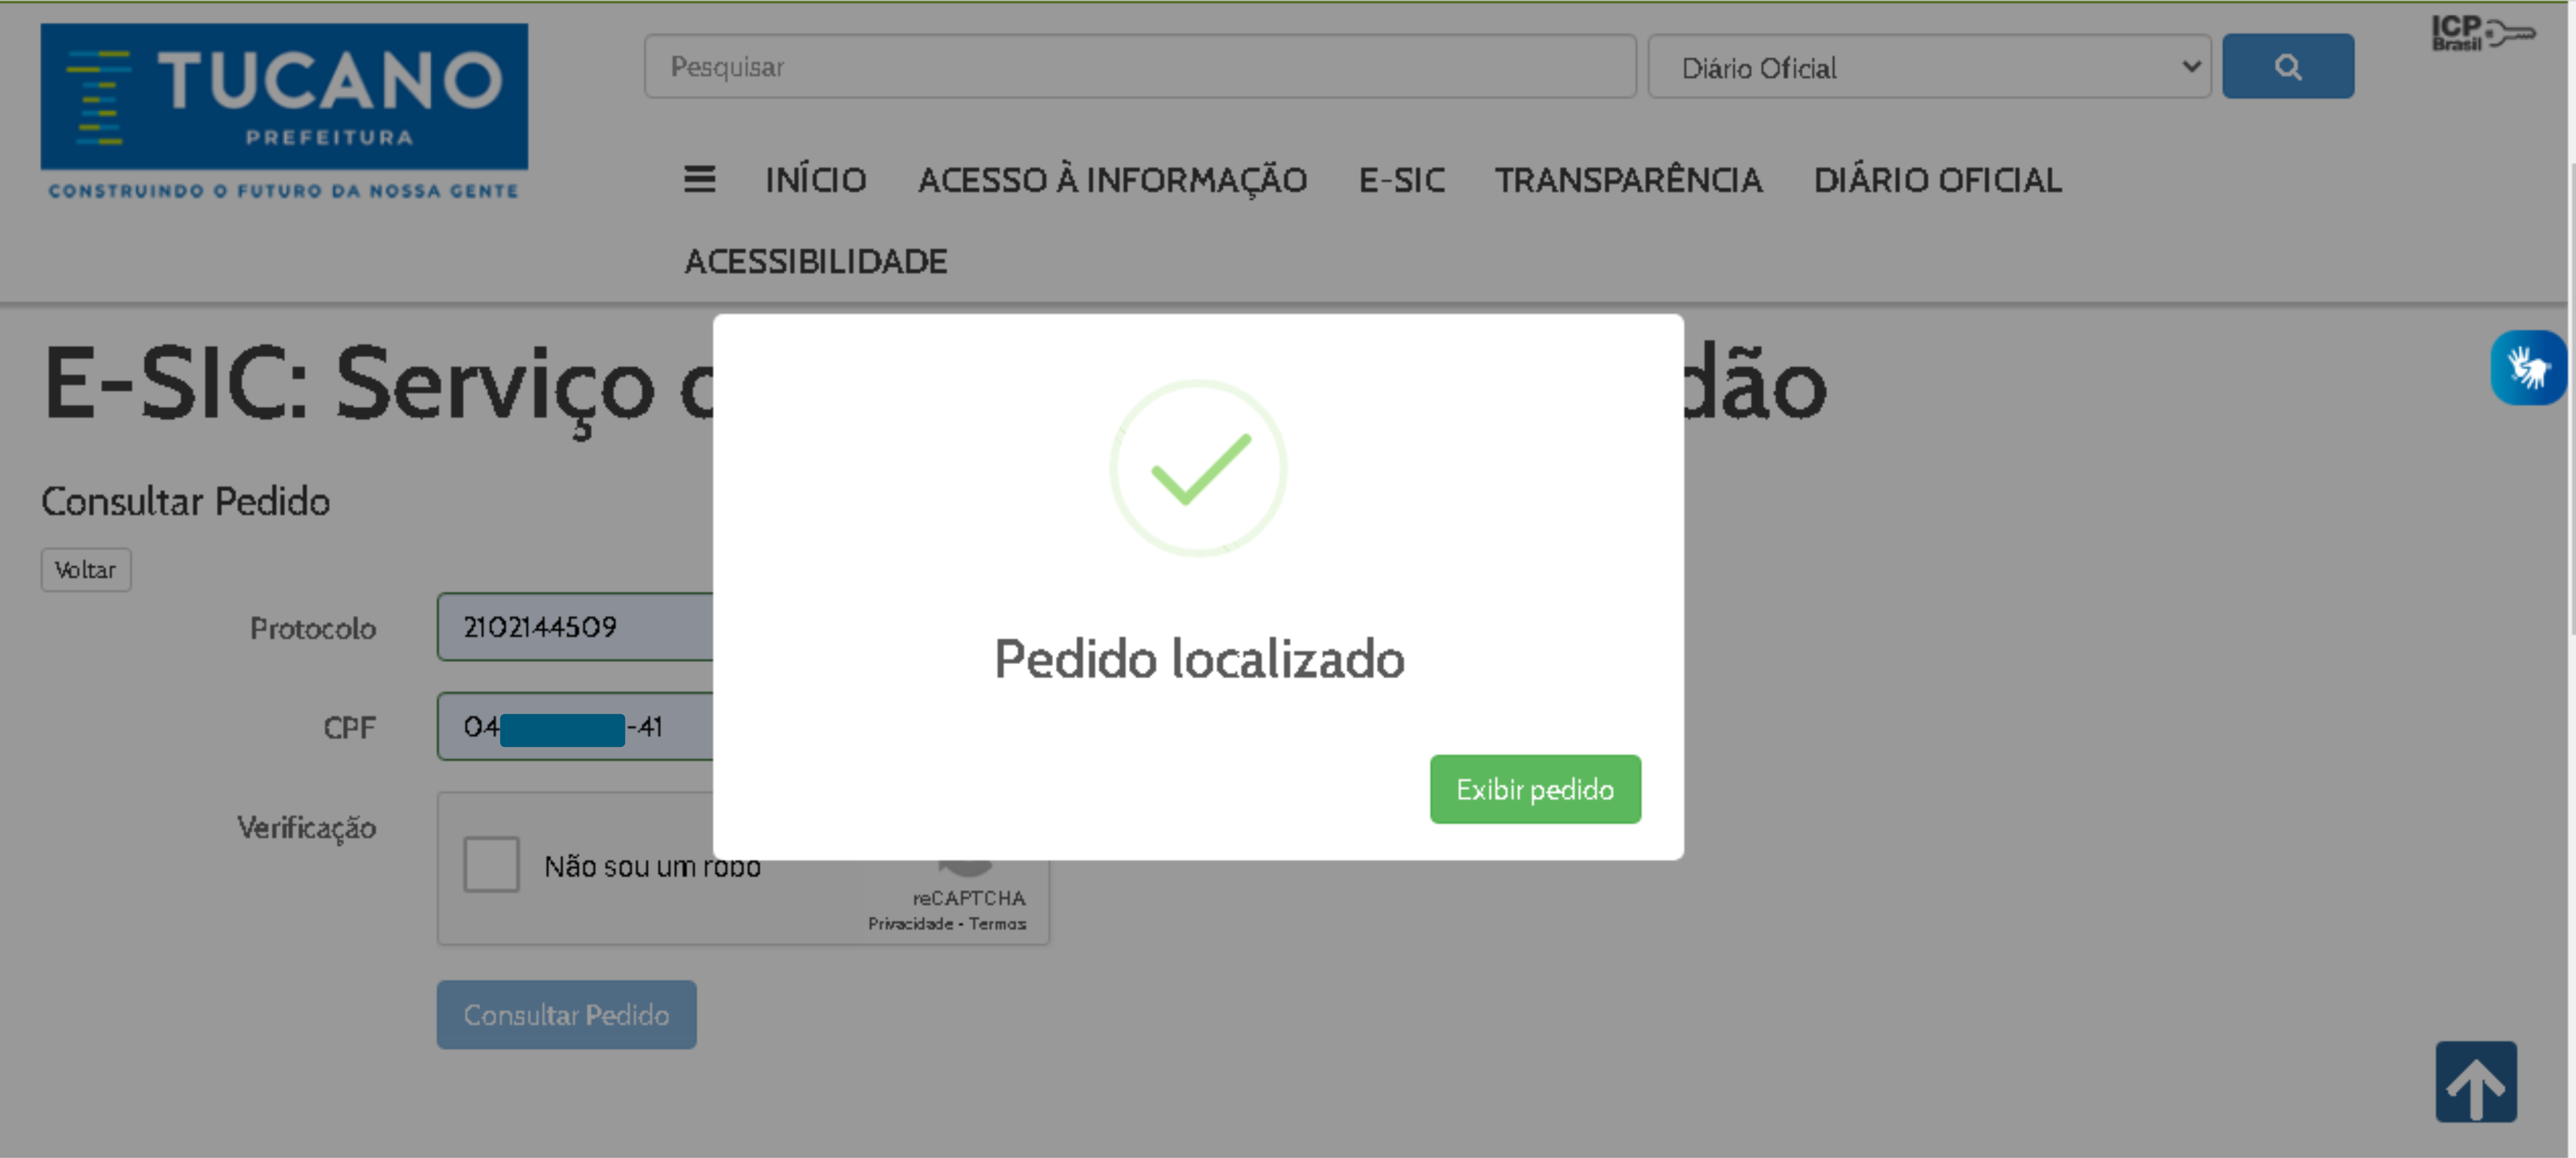 TUCANO
PREFEITURA
CONSTRUINDO O FUTURO DA NOSSA GENTE
Pesquisar
Diário Oficial
ICP
Brasil
INÍCIO ACESSO À INFORMAÇÃO E-SIC TRANSPARÊNCIA DIÁRIO OFICIAL
ACESSIBILIDADE
E-SIC: Serviço dão
Consultar Pedido
Voltar
Protocolo 2102144509
CPF 04 -41
Verificação
Não sou um robô
reCAPTCHA
Privacidade - Termos
Consultar Pedido
Pedido localizado
Exibir pedido